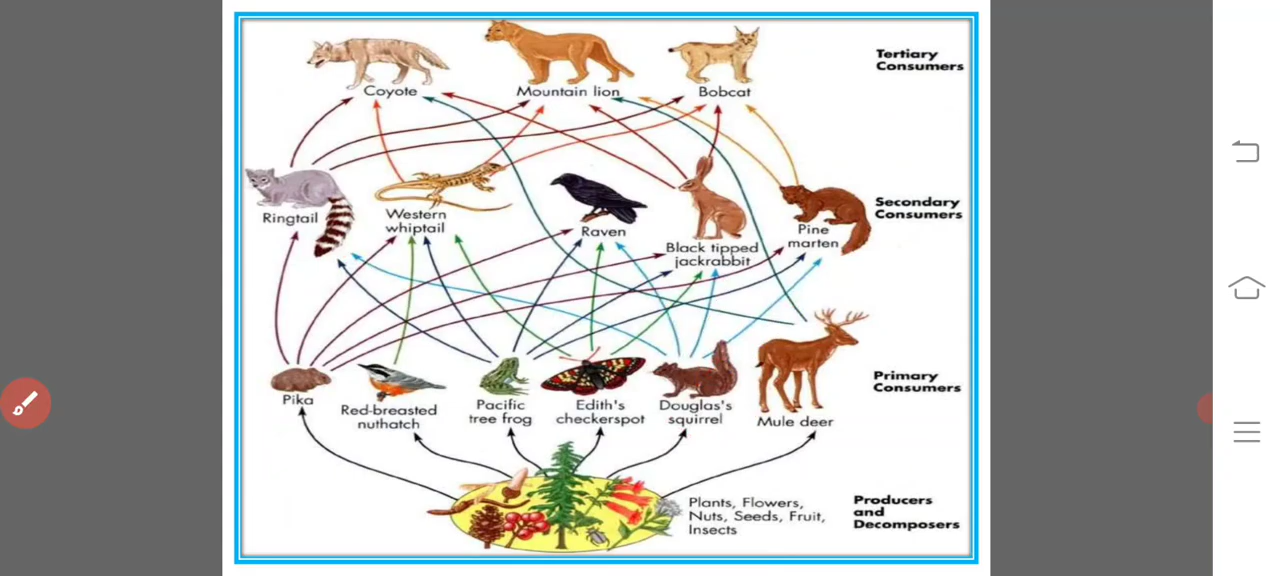 Tertiary
Consumers
Coyote
Mountain lion
Bobcat
Ringtail
Western
whiptail
Raven
Black tipped
jackrabbit
Pine
marten
Secondary
Consumers
Pika
Red-breasted
nuthatch
Pacific
tree frog
Edith's
checkerspot
Douglas's
squirrel
Mule deer
Primary
Consumers
Plants, Flowers,
Nuts, Seeds, Fruit,
Insects
Producers
and
Decomposers